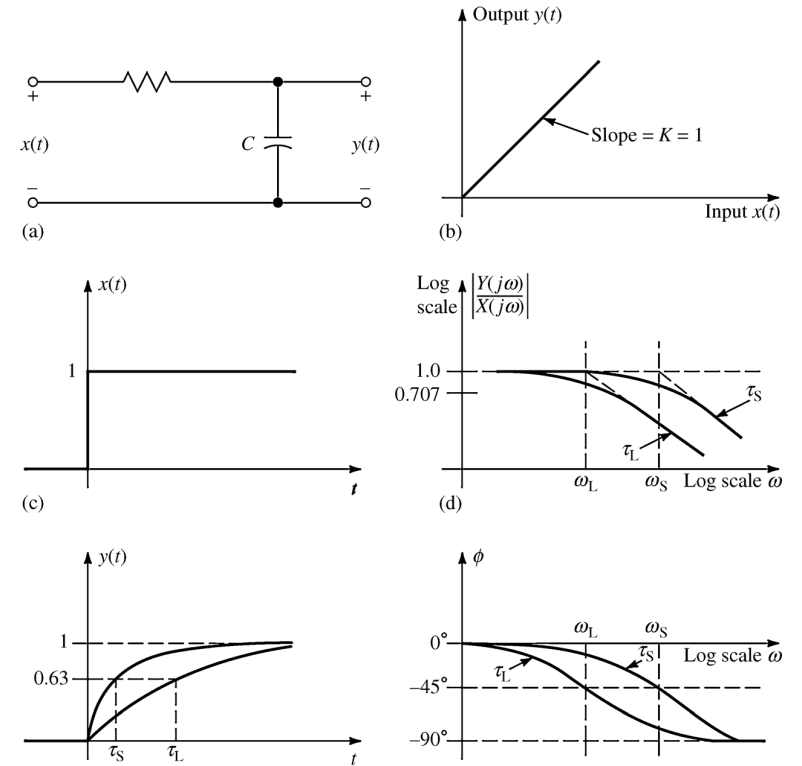 +
+
x(t)
C
y(t)
−
−
(a)
Output y(t)
Slope = K = 1
Input x(t)
(b)
x(t)
1
t
(c)
Log
scale
Y(jω)
X(jω)
1.0
0.707
τS
τL
ωL
ωS
Log scale ω
(d)
y(t)
1
0.63
τS
τL
t
ϕ
ωL
ωS
0°
τS
Log scale ω
τL
–45°
–90°